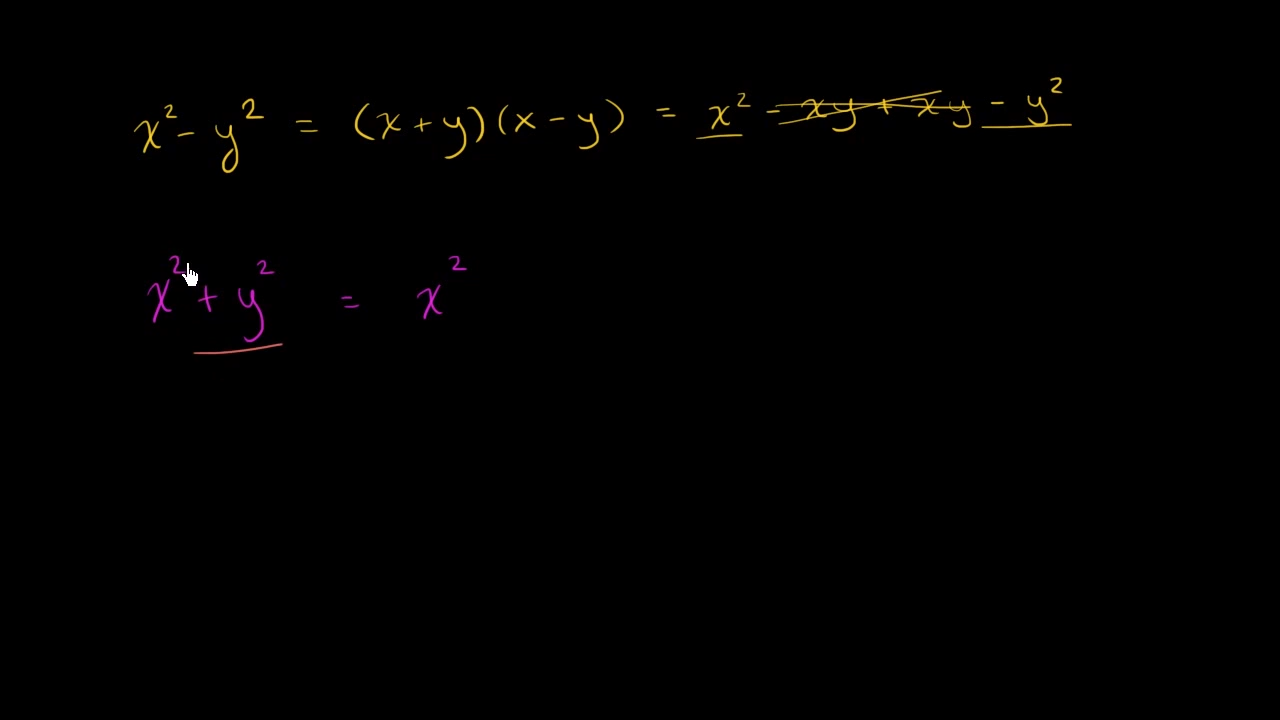 x² - y² = (x + y)(x - y) = x² - xy + xy - y²
x² + y² = x²